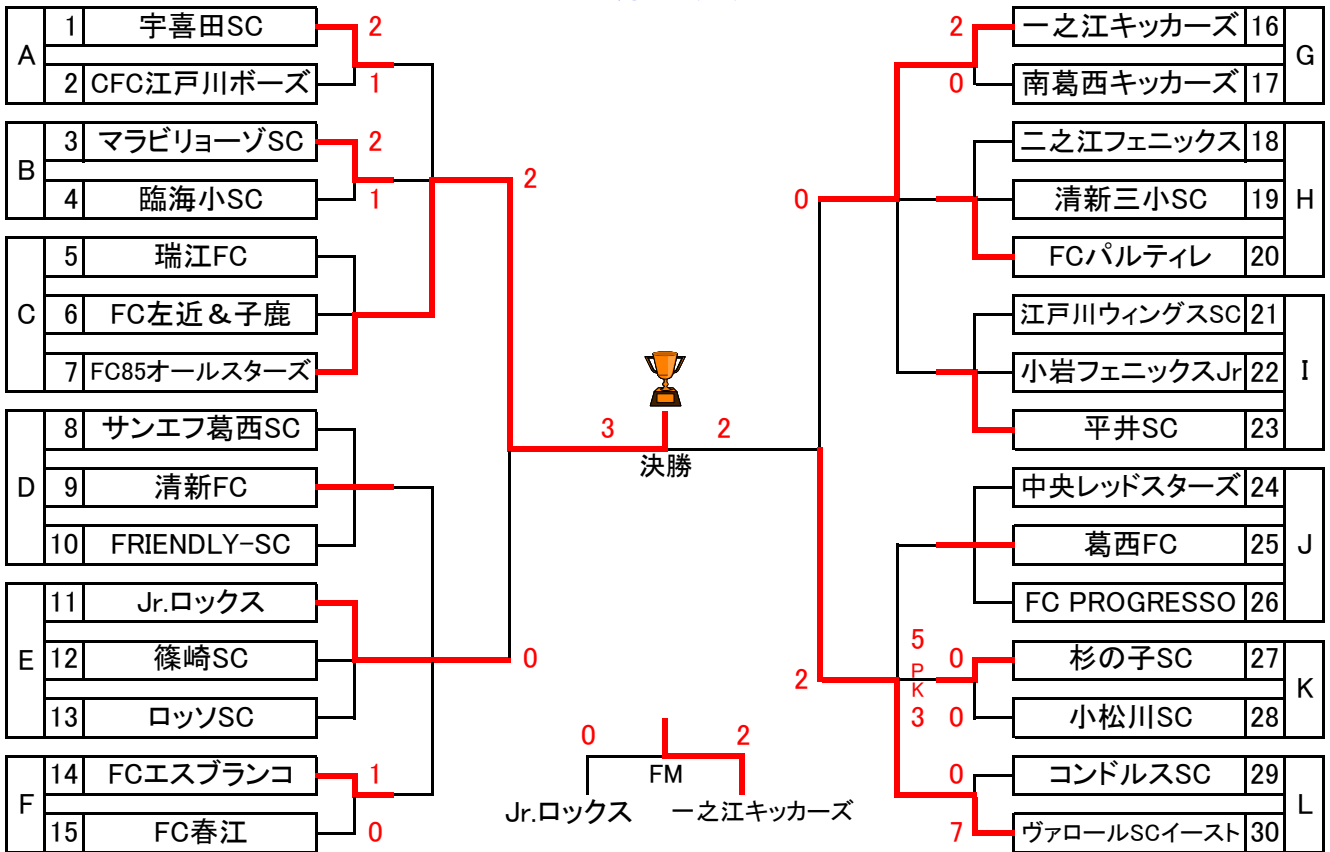 A
1 宇喜田SC 2
2 CFC江戸川ボーズ 1
B
3 マラビリョーゾSC 2
4 臨海小SC 1
2
C
5 瑞江FC
6 FC左近&子鹿
7 FC85オールスターズ
D
8 サンエフ葛西SC
9 清新FC
10 FRIENDLY-SC
E
11 Jr.ロックス
12 篠崎SC
13 ロッソSC
0
F
14 FCエスブランコ 1
15 FC春江 0
3 2
決勝
0 2
FM
Jr.ロックス 一之江キッカーズ
2 一之江キッカーズ 16
0 南葛西キッカーズ 17
G
0
二之江フェニックス 18
清新三小SC 19
FCパルティレ 20
H
江戸川ウィングスSC 21
小岩フェニックスJr 22
平井SC 23
I
中央レッドスターズ 24
葛西FC 25
FC PROGRESSO 26
J
2
5 PK 3
0 杉の子SC 27
0 小松川SC 28
K
0 コンドルスSC 29
7 ヴァロールSCイースト 30
L